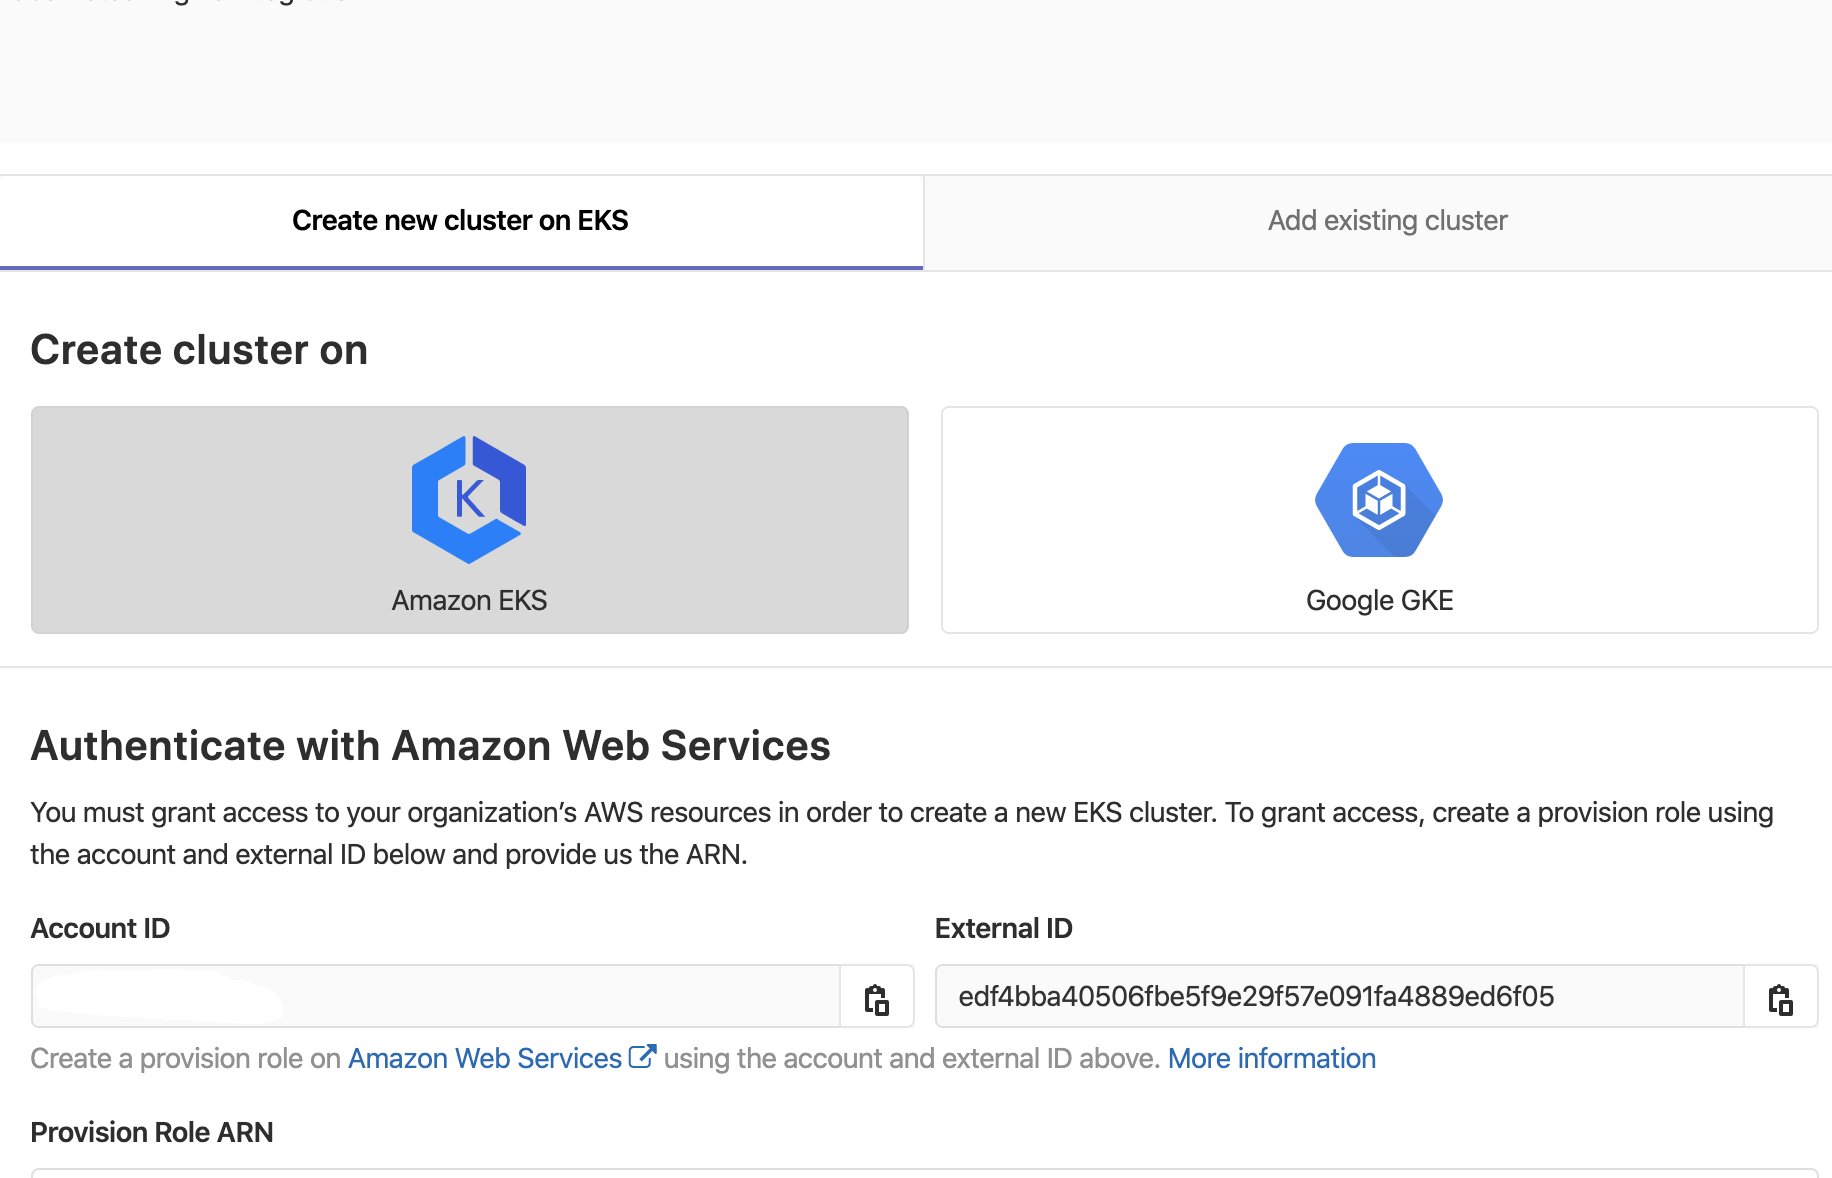 Create new cluster on EKS
Add existing cluster
Create cluster on
K
Amazon EKS
Google GKE
Authenticate with Amazon Web Services
You must grant access to your organization’s AWS resources in order to create a new EKS cluster. To grant access, create a provision role using
the account and external ID below and provide us the ARN.
Account ID
External ID
edf4bba40506fbe5f9e29f57e091fa4889ed6f05
Create a provision role on Amazon Web Services using the account and external ID above. More information
Provision Role ARN